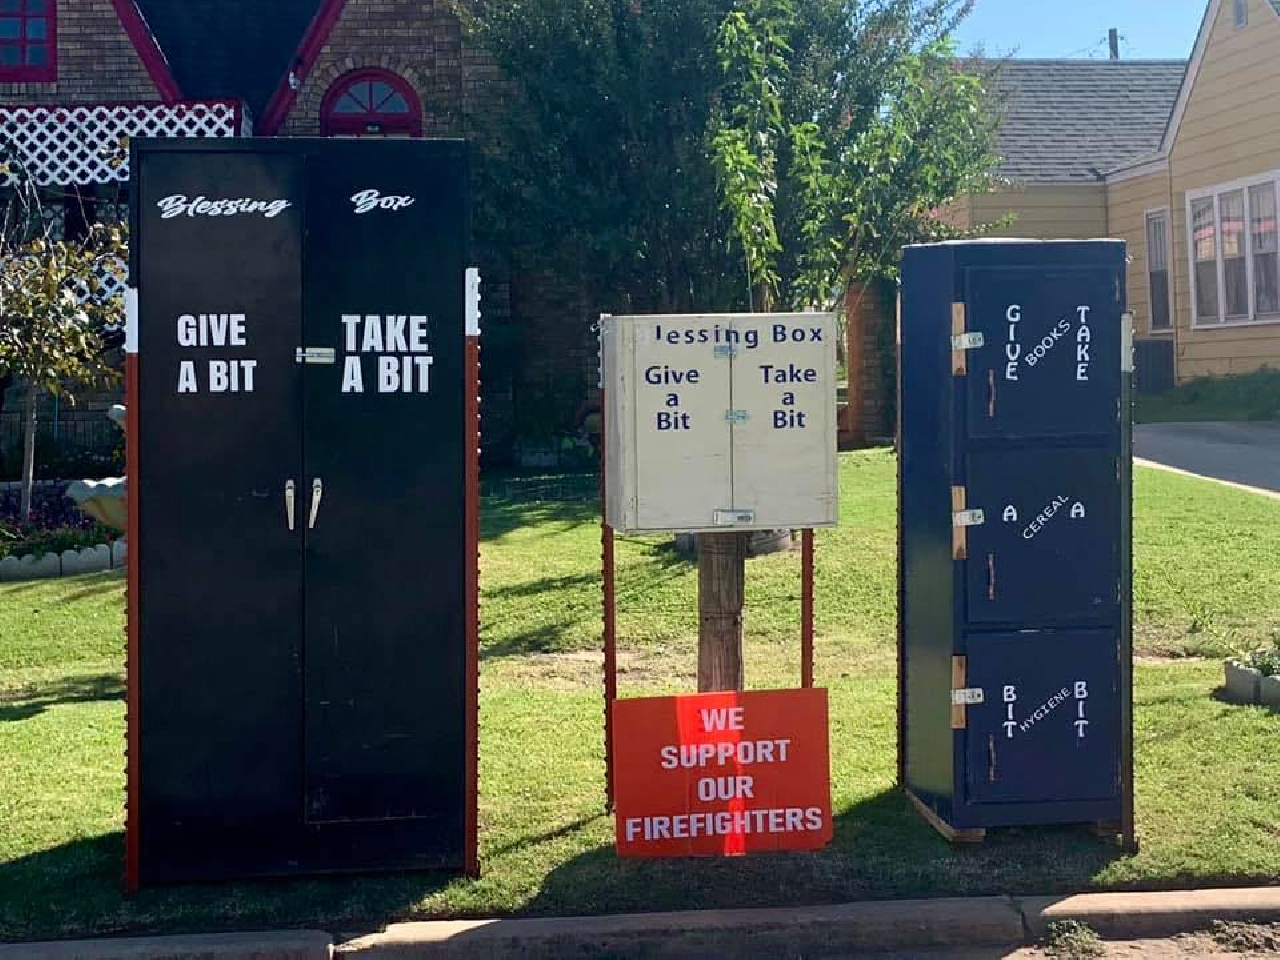 Blessing Box
GIVE
A BIT
TAKE
A BIT
lessing Box
Give
a
Bit
Take
a
Bit
WE
SUPPORT
OUR
FIREFIGHTERS
GIVE
BOOKS
TAKE
A
CEREAL
A
BIT
HYGIENE
BIT